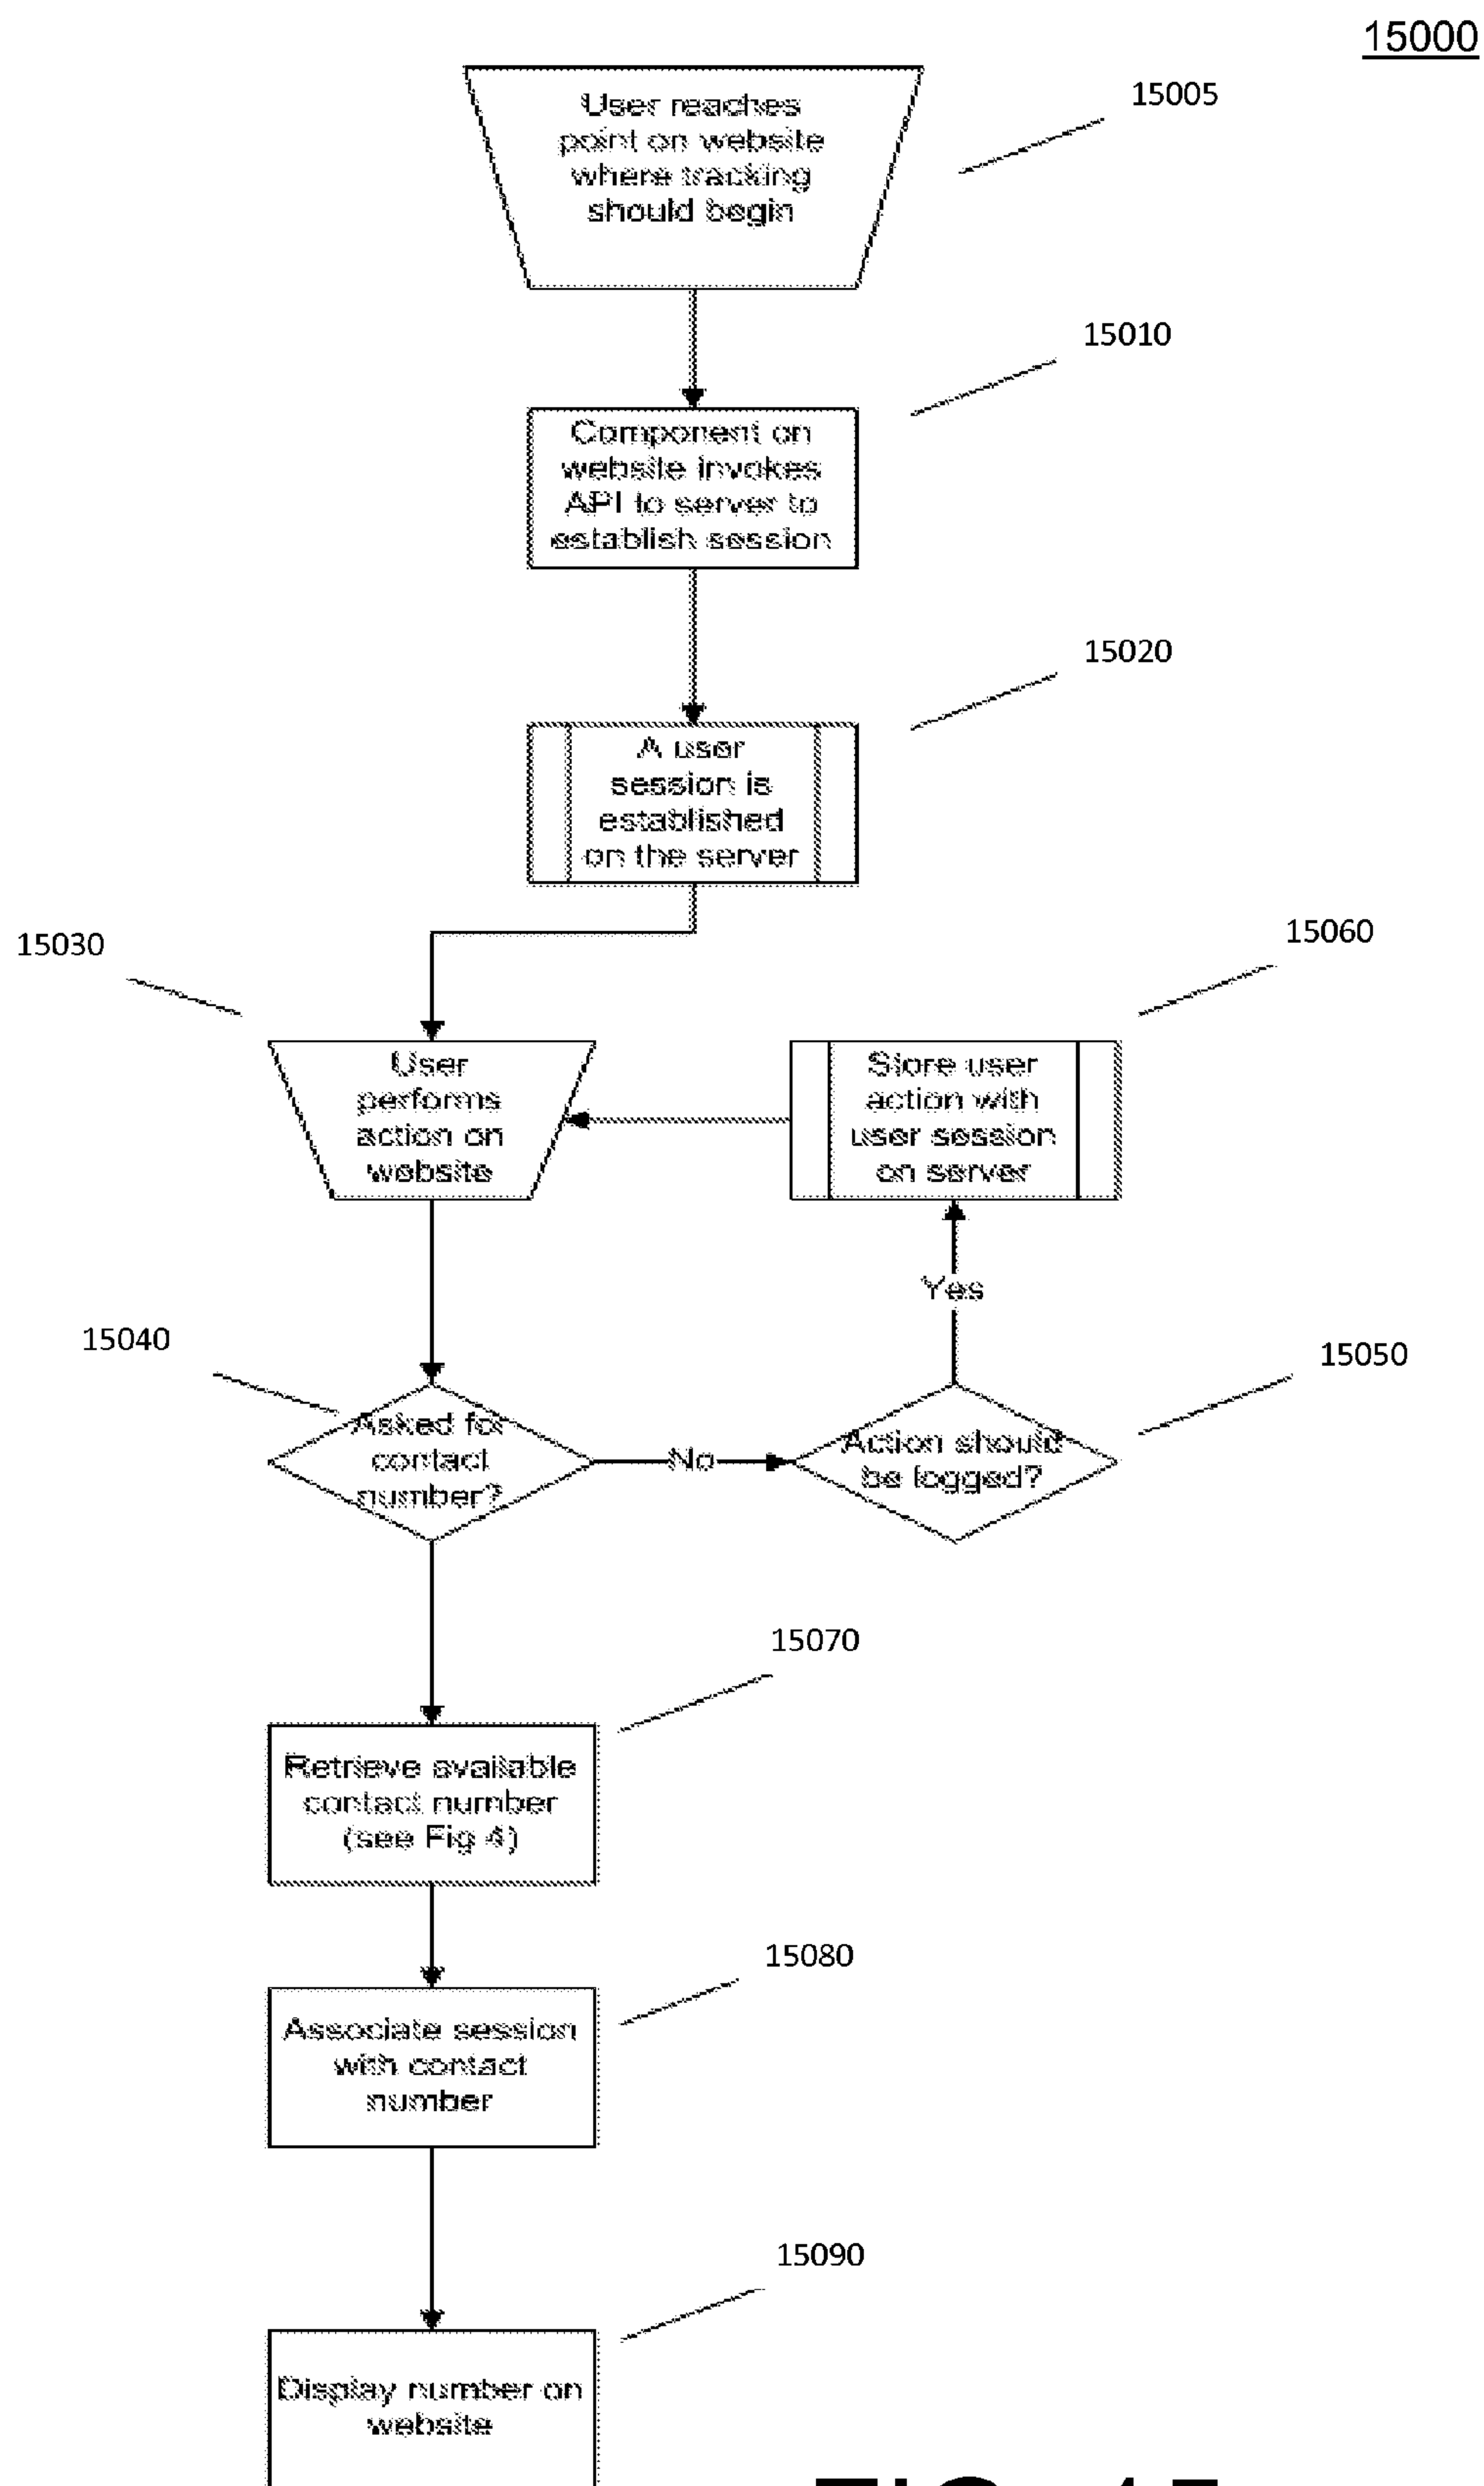 15000
User reaches
point on website
where tracking
should begin
15005
15010
Component on
website invokes
API to server to
establish session
15020
A user
session is
established
on the server
15030
15060
User
performs
action on
website
Store user
action with
user session
on server
Yes
15040
15050
Asked for
contact
number?
No
Action should
be logged?
15070
Retrieve available
contact number
(see Fig 4)
15080
Associate session
with contact
number
15090
Display number on
website